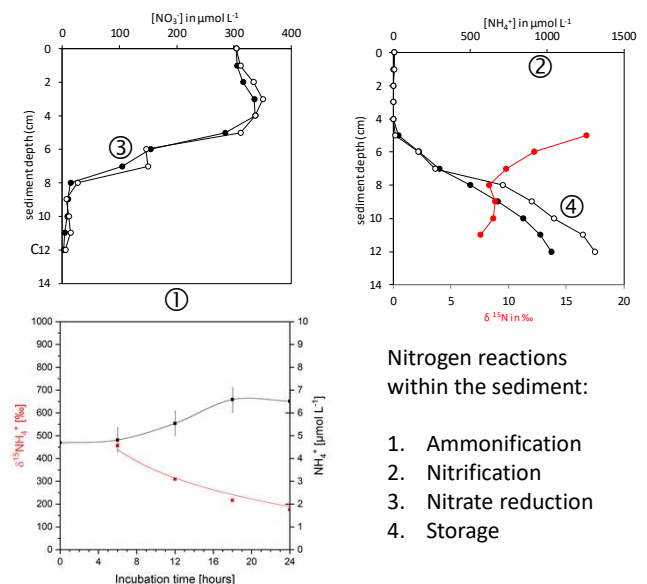 [NO₃⁻] in µmol L⁻¹
0 100 200 300 400
0
2
4
6
8
10
C12
14
sediment depth (cm)
③
[NH₄⁺] in µmol L⁻¹
0 500 1000 1500
0
2
4
6
8
10
12
14
sediment depth (cm)
②
④
0 5 10 15 20
δ ¹⁵N in ‰
①
1000
900
800
700
600
500
400
300
200
100
0
δ¹⁵NH₄⁺ [‰]
10
9
8
7
6
5
4
3
2
1
0
NH₄⁺ [µmol L⁻¹]
0 4 8 12 16 20 24
Incubation time [hours]
Nitrogen reactions
within the sediment:
1. Ammonification
2. Nitrification
3. Nitrate reduction
4. Storage